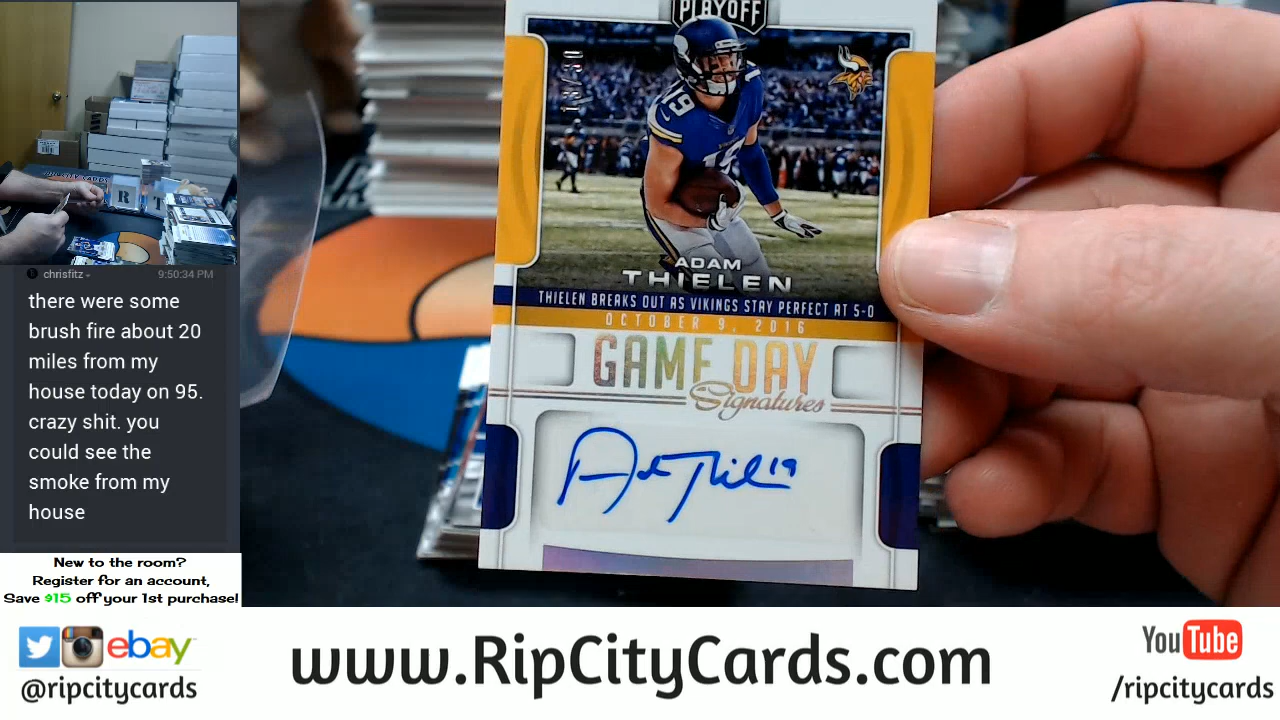 chrisfitz
9:50:34 PM
there were some
brush fire about 20
miles from my
house today on 95.
crazy shit. you
could see the
smoke from my
house
New to the room?
Register for an account,
Save $15 off your 1st purchase!
PLAYOFF
19
19
ADAM
THIELEN
THIELEN BREAKS OUT AS VIKINGS STAY PERFECT AT 5-0
OCTOBER 9, 2016
GAME DAY
Signatures
19
ebay
@ripcitycards
www.RipCityCards.com
YouTube
/ripcitycards